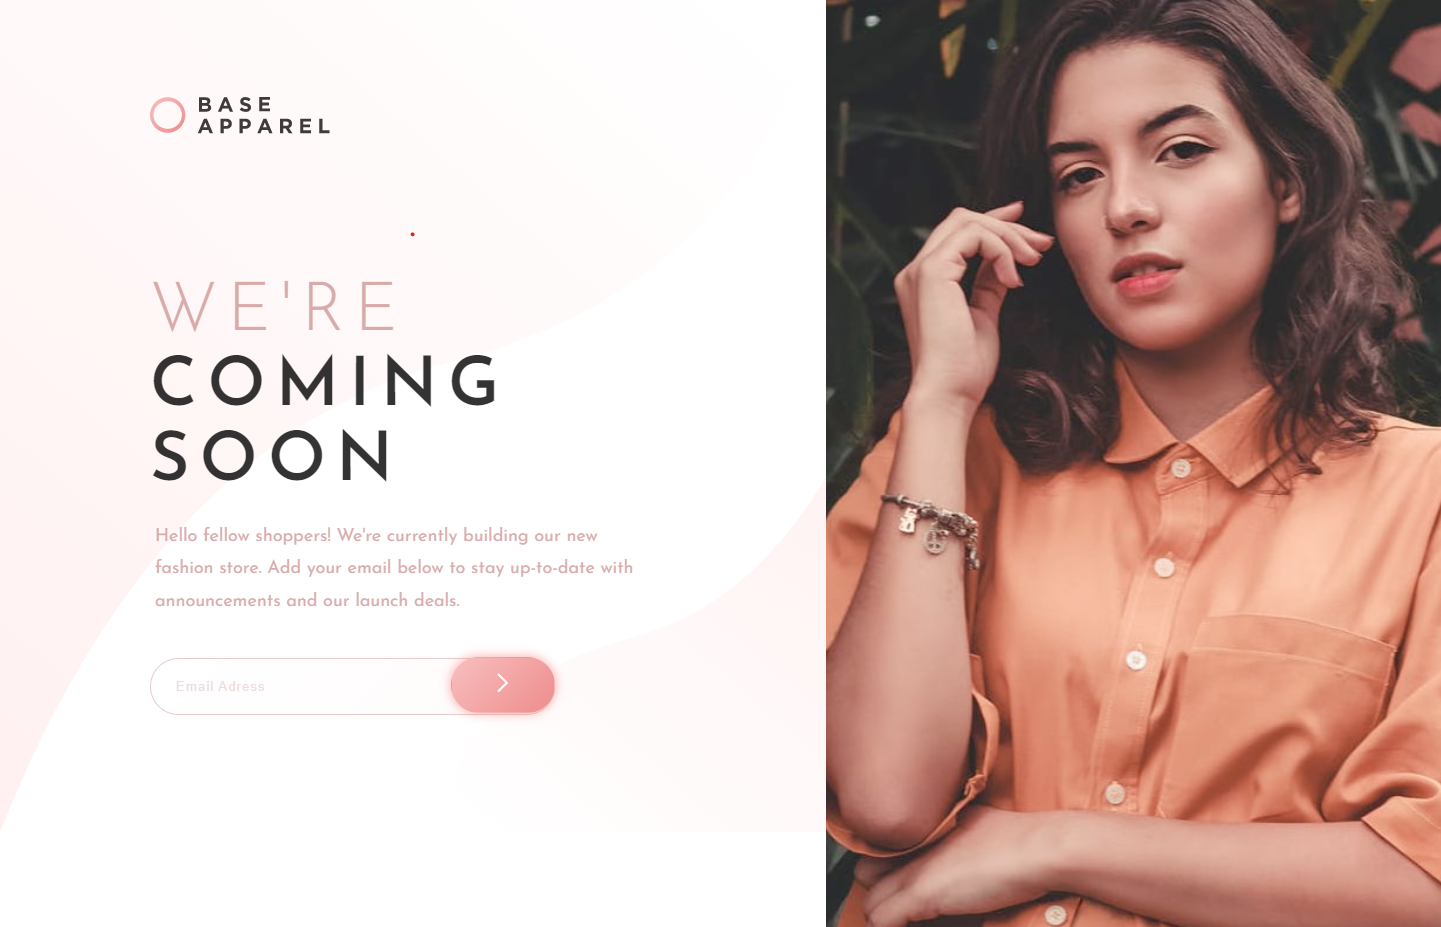 BASE
APPAREL
WE'RE
COMING
SOON
Hello fellow shoppers! We're currently building our new
fashion store. Add your email below to stay up-to-date with
announcements and our launch deals.
Email Adress